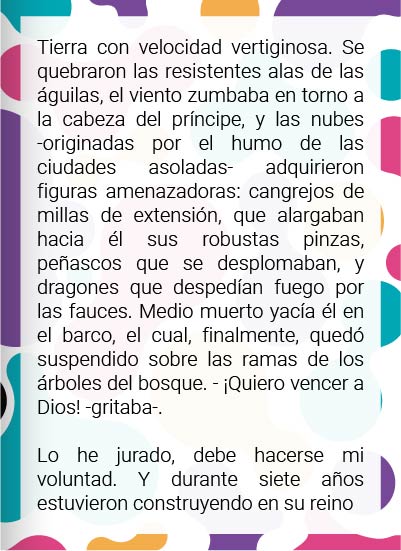 Tierra con velocidad vertiginosa. Se
quebraron las resistentes alas de las
águilas, el viento zumbaba en torno a
la cabeza del príncipe, y las nubes
-originadas por el humo de las
ciudades asoladas- adquirieron
figuras amenazadoras: cangrejos de
millas de extensión, que alargaban
hacia él sus robustas pinzas,
peñascos que se desplomaban, y
dragones que despedían fuego por
las fauces. Medio muerto yacía él en
el barco, el cual, finalmente, quedó
suspendido sobre las ramas de los
árboles del bosque. - ¡Quiero vencer a
Dios! -gritaba-.
Lo he jurado, debe hacerse mi
voluntad. Y durante siete años
estuvieron construyendo en su reino